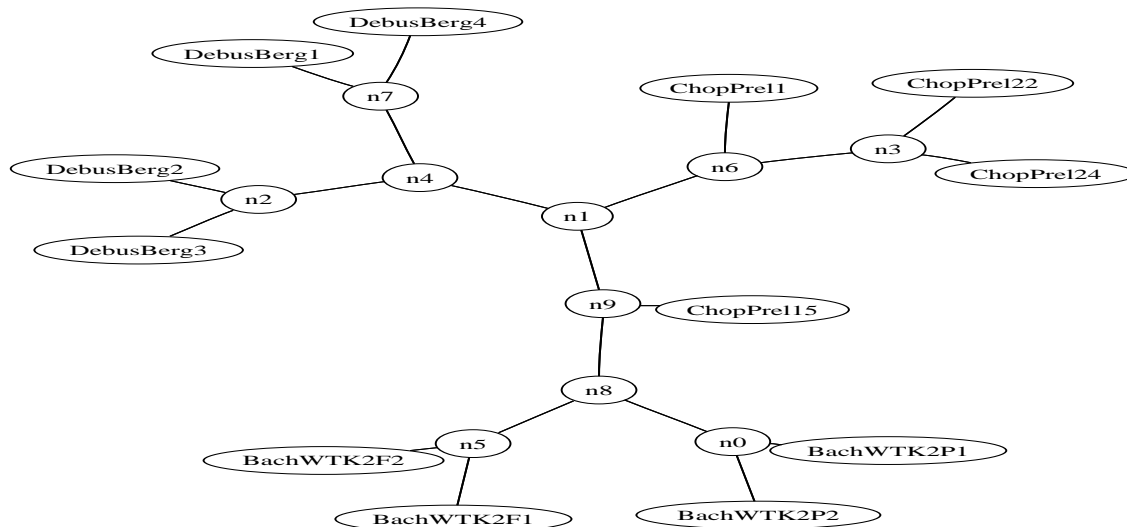 DebusBerg4
DebusBerg1
n7
ChopPrel1
ChopPrel22
n3
n6
ChopPrel24
DebusBerg2
n4
n2
n1
DebusBerg3
n9
ChopPrel15
n8
n5
n0
BachWTK2F2
BachWTK2P1
BachWTK2F1
BachWTK2P2